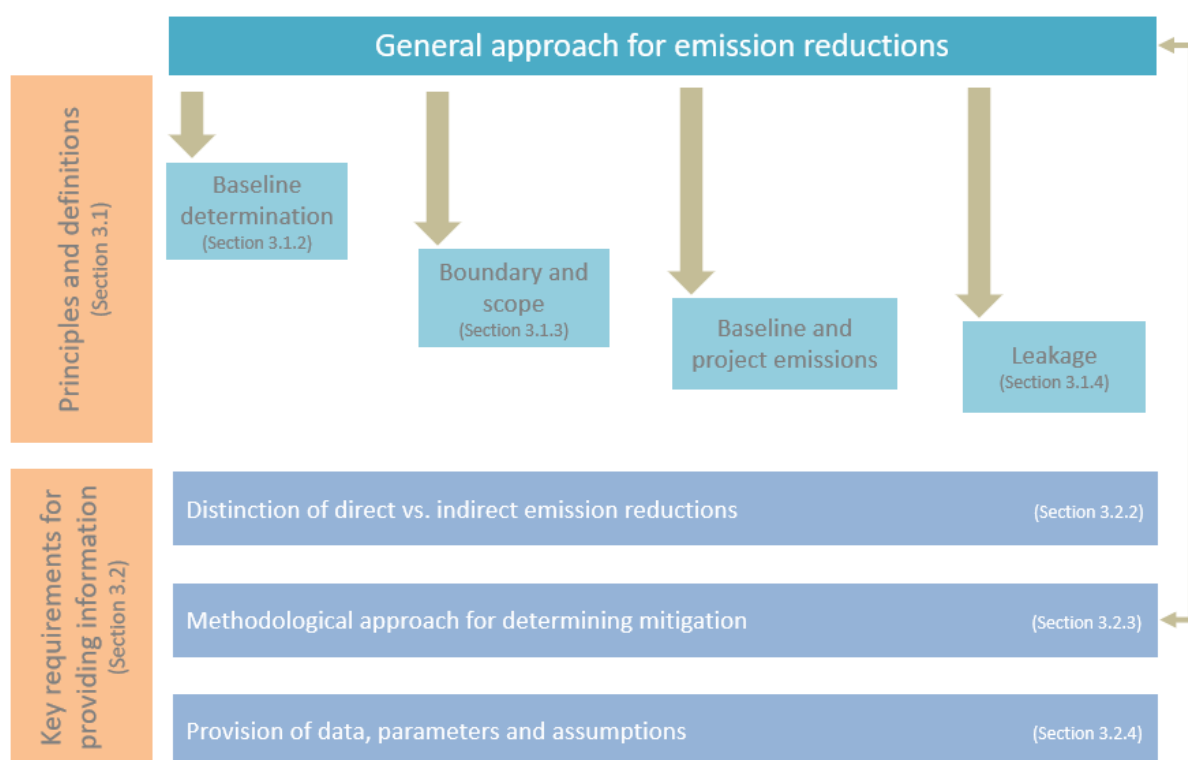 General approach for emission reductions
Principles and definitions
(Section 3.1)
Baseline
determination
(Section 3.1.2)
Boundary and
scope
(Section 3.1.3)
Baseline and
project emissions
Leakage
(Section 3.1.4)
Key requirements for
providing information
(Section 3.2)
Distinction of direct vs. indirect emission reductions (Section 3.2.2)
Methodological approach for determining mitigation (Section 3.2.3)
Provision of data, parameters and assumptions (Section 3.2.4)